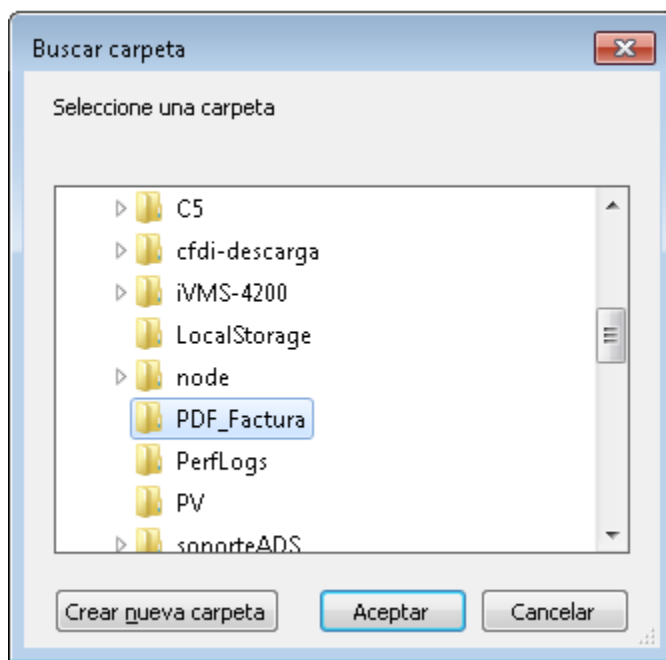 Buscar carpeta
Seleccione una carpeta
C5
cfdi-descarga
iVMS-4200
LocalStorage
node
PDF_Factura
PerfLogs
PV
soporteADS
Crear nueva carpeta
Aceptar
Cancelar